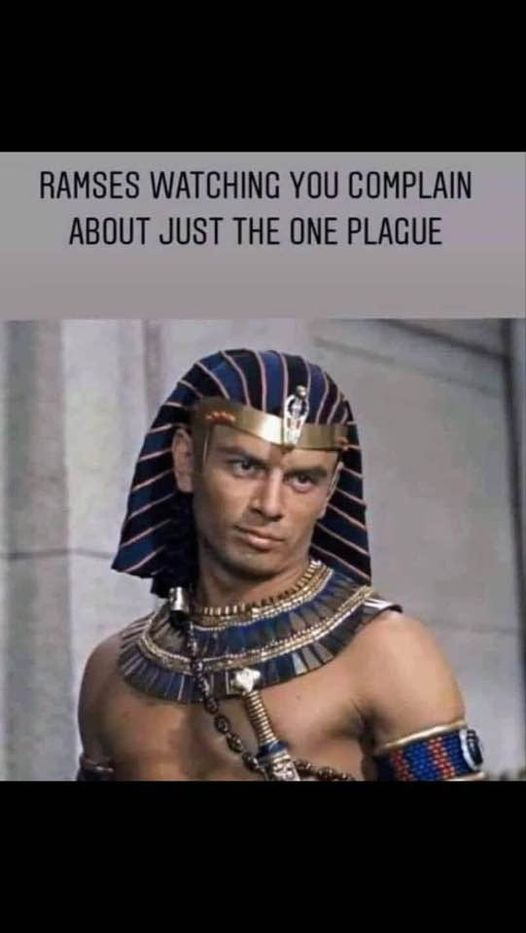 RAMSES WATCHING YOU COMPLAIN
ABOUT JUST THE ONE PLAGUE